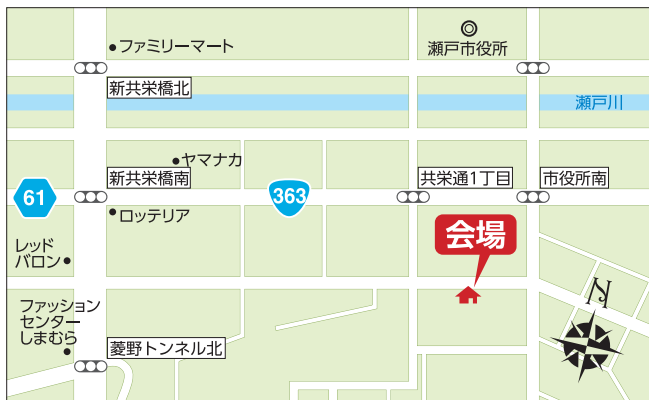 ファミリーマート
瀬戸市役所
新共栄橋北
瀬戸川
ヤマナカ
新共栄橋南
共栄通1丁目
市役所南
61
363
ロッテリア
会場
レッド
バロン
N
ファッション
センター
しまむら
菱野トンネル北